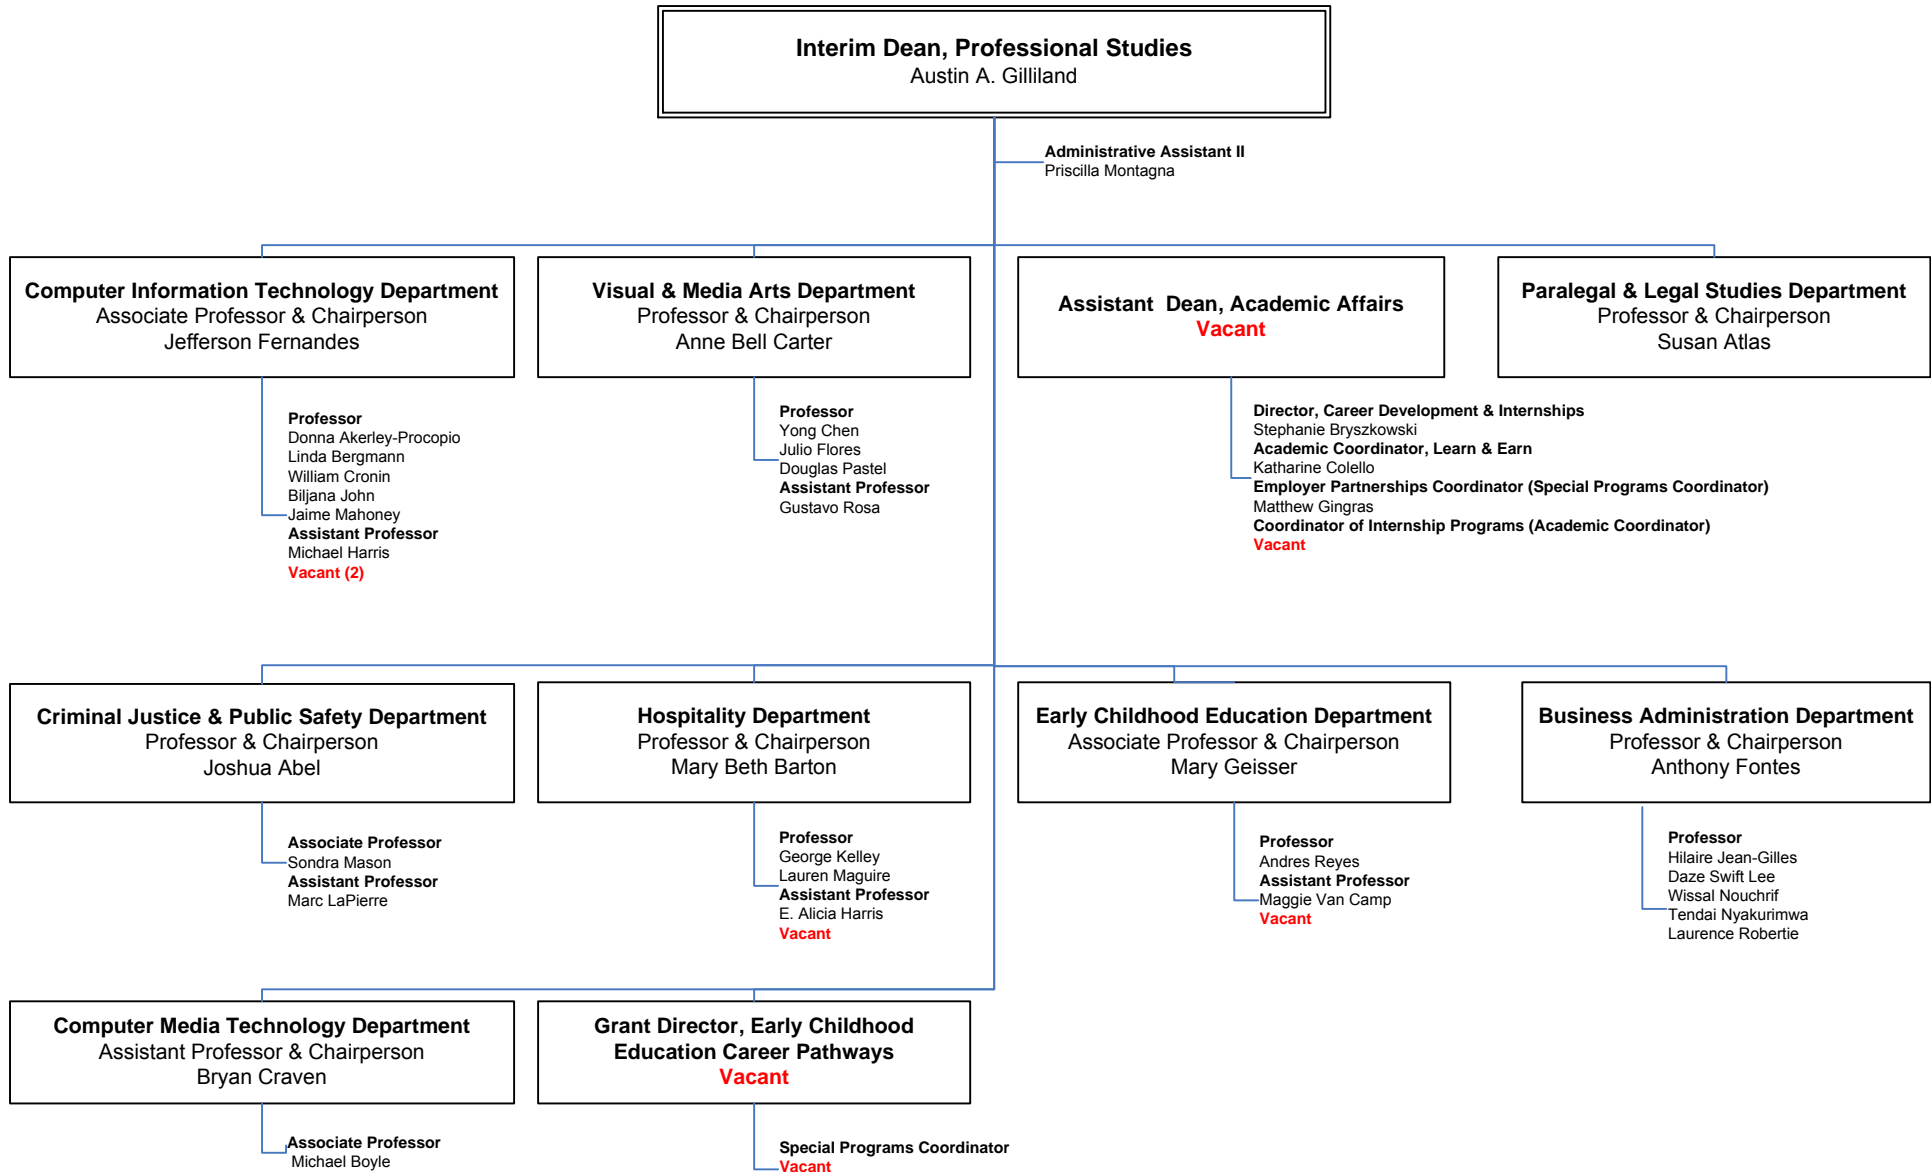 Interim Dean, Professional Studies
Austin A. Gilliland
Administrative Assistant II
Priscilla Montagna
Computer Information Technology Department
Associate Professor & Chairperson
Jefferson Fernandes
Professor
Donna Akerley-Procopio
Linda Bergmann
William Cronin
Biljana John
Jaime Mahoney
Assistant Professor
Michael Harris
Vacant (2)
Visual & Media Arts Department
Professor & Chairperson
Anne Bell Carter
Professor
Yong Chen
Julio Flores
Douglas Pastel
Assistant Professor
Gustavo Rosa
Assistant  Dean, Academic Affairs
Vacant
Director, Career Development & Internships
Stephanie Bryszkowski
Academic Coordinator, Learn & Earn
Katharine Colello
Employer Partnerships Coordinator (Special Programs Coordinator)
Matthew Gingras
Coordinator of Internship Programs (Academic Coordinator)
Vacant
Paralegal & Legal Studies Department
Professor & Chairperson
Susan Atlas
Criminal Justice & Public Safety Department
Professor & Chairperson
Joshua Abel
Associate Professor
Sondra Mason
Assistant Professor
Marc LaPierre
Hospitality Department
Professor & Chairperson
Mary Beth Barton
Professor
George Kelley
Lauren Maguire
Assistant Professor
E. Alicia Harris
Vacant
Early Childhood Education Department
Associate Professor & Chairperson
Mary Geisser
Professor
Andres Reyes
Assistant Professor
Maggie Van Camp
Vacant
Business Administration Department
Professor & Chairperson
Anthony Fontes
Professor
Hilaire Jean-Gilles
Daze Swift Lee
Wissal Nouchrif
Tendai Nyakurimwa
Laurence Robertie
Computer Media Technology Department
Assistant Professor & Chairperson
Bryan Craven
Associate Professor
Michael Boyle
Grant Director, Early Childhood
Education Career Pathways
Vacant
Special Programs Coordinator
Vacant